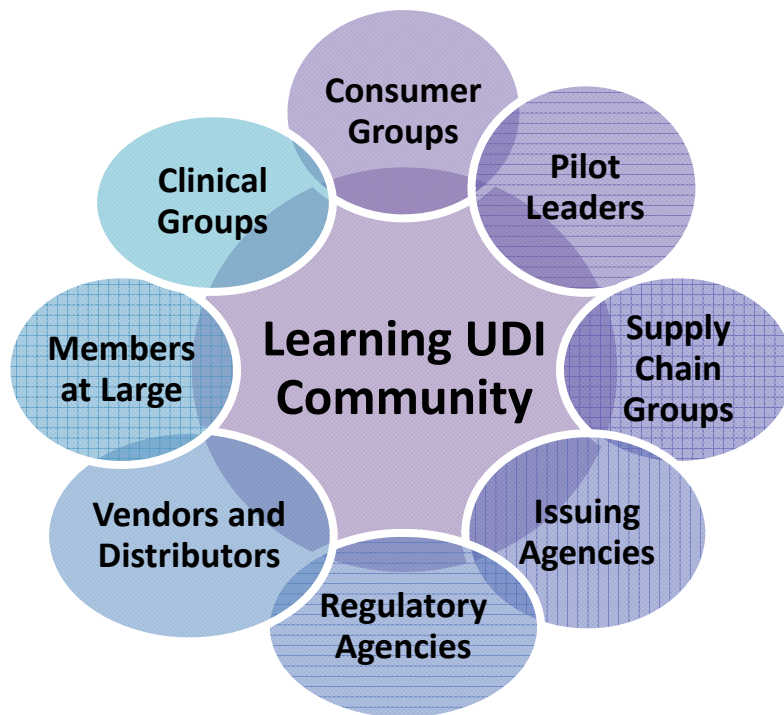 Consumer
Groups
Pilot
Leaders
Clinical
Groups
Learning UDI
Community
Supply
Chain
Groups
Members
at Large
Issuing
Agencies
Vendors and
Distributors
Regulatory
Agencies